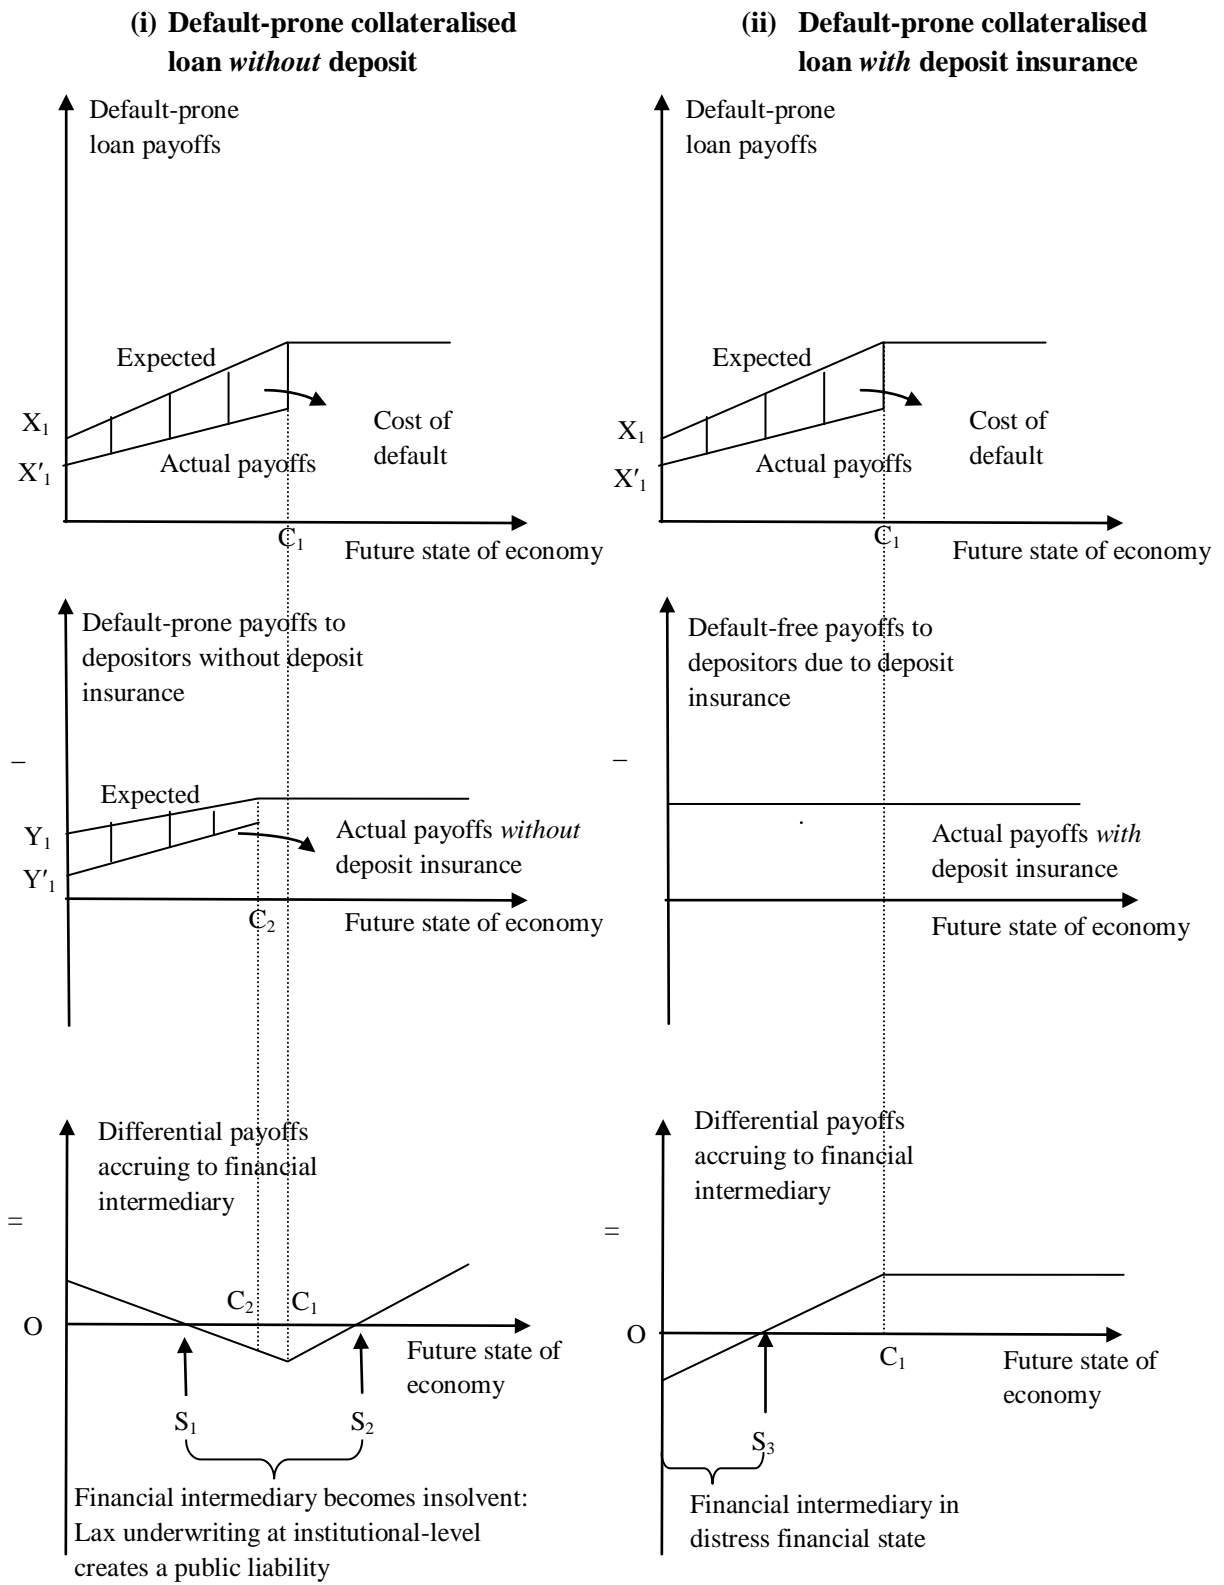 (i) Default-prone collateralised
loan without deposit
Default-prone
loan payoffs
Expected
X1
X′1
Actual payoffs
Cost of
default
C1
Future state of economy
Default-prone payoffs to
depositors without deposit
insurance
–
Expected
Y1
Y′1
Actual payoffs without
deposit insurance
C2
Future state of economy
Differential payoffs
accruing to financial
intermediary
=
O
C2
C1
Future state of
economy
S1
S2
Financial intermediary becomes insolvent:
Lax underwriting at institutional-level
creates a public liability
(ii) Default-prone collateralised
loan with deposit insurance
Default-prone
loan payoffs
Expected
X1
X′1
Actual payoffs
Cost of
default
C1
Future state of economy
Default-free payoffs to
depositors due to deposit
insurance
–
Actual payoffs with
deposit insurance
Future state of economy
Differential payoffs
accruing to financial
intermediary
=
O
C1
Future state of
economy
S3
Financial intermediary in
distress financial state